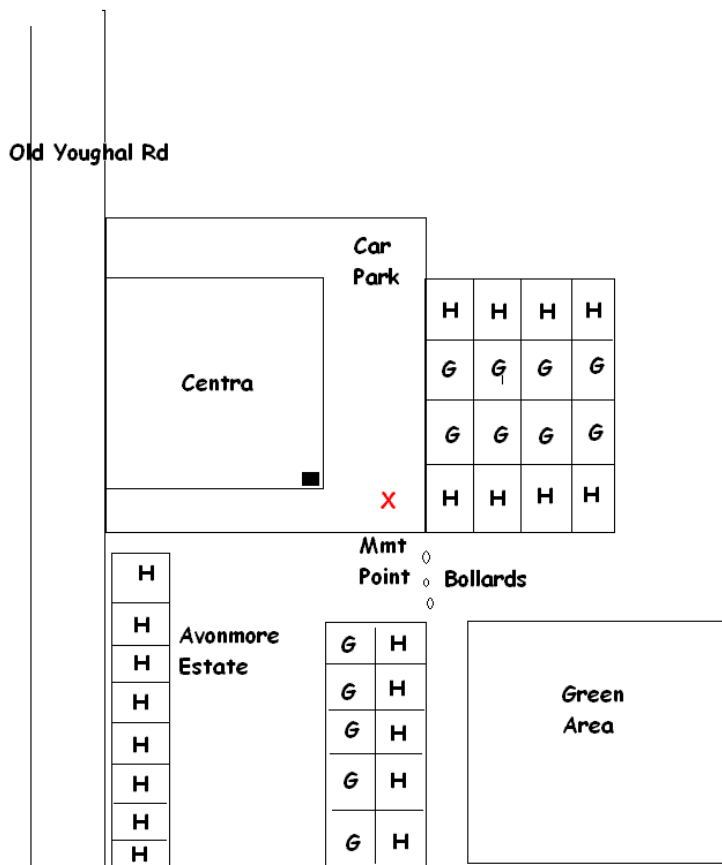 Old Youghal Rd
Car
Park
H H H H
Centra
G G G G
G G G G
X
H H H H
Mmt
Point
Bollards
H
H
Avonmore
Estate
H
H
H
H
H
H
G H
G H
G H
G H
G H
Green
Area